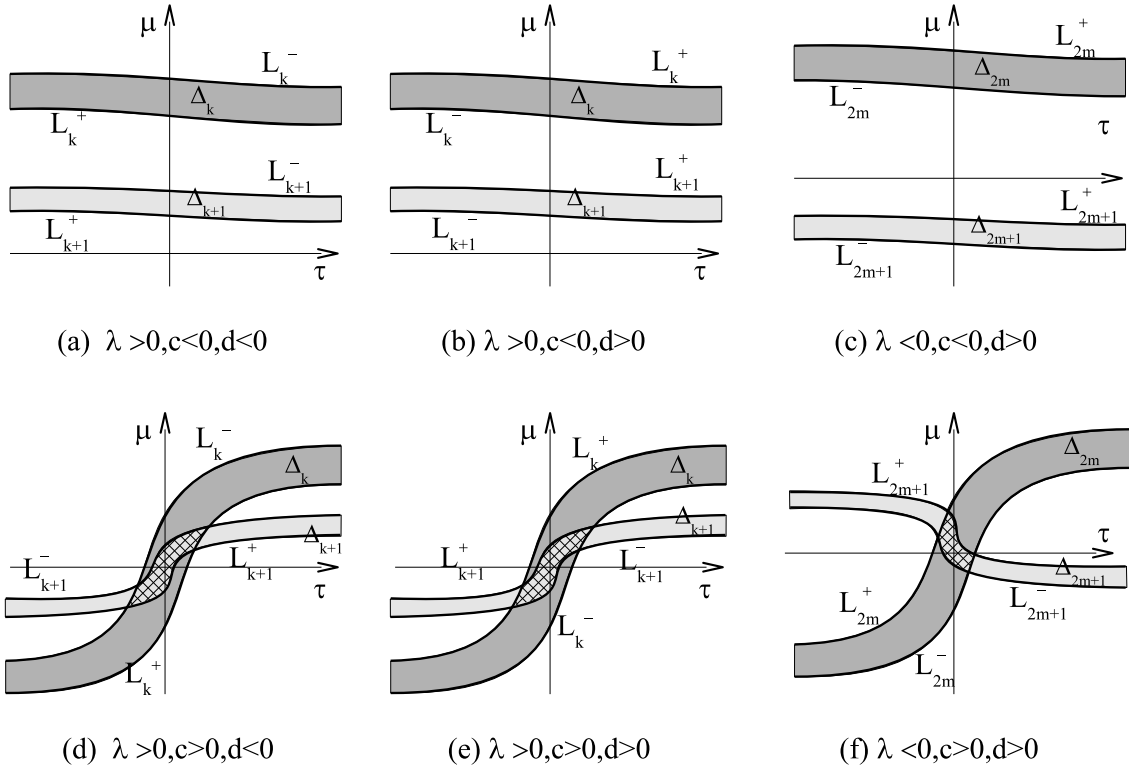 μ
L_k^-
Δ_k
L_k^+
L_{k+1}^-
Δ_{k+1}
L_{k+1}^+
τ
(a) λ >0,c<0,d<0
μ
L_k^+
Δ_k
L_k^-
L_{k+1}^+
Δ_{k+1}
L_{k+1}^-
τ
(b) λ >0,c<0,d>0
μ
L_{2m}^+
Δ_{2m}
L_{2m}^-
τ
L_{2m+1}^+
Δ_{2m+1}
L_{2m+1}^-
(c) λ <0,c<0,d>0
μ
L_k^-
Δ_k
Δ_{k+1}
L_{k+1}^-
L_{k+1}^+
τ
L_k^+
(d) λ >0,c>0,d<0
μ
L_k^+
Δ_k
Δ_{k+1}
L_{k+1}^+
L_{k+1}^-
τ
L_k^-
(e) λ >0,c>0,d>0
μ
Δ_{2m}
L_{2m+1}^+
τ
Δ_{2m+1}
L_{2m}^+
L_{2m+1}^-
L_{2m}^-
(f) λ <0,c>0,d>0